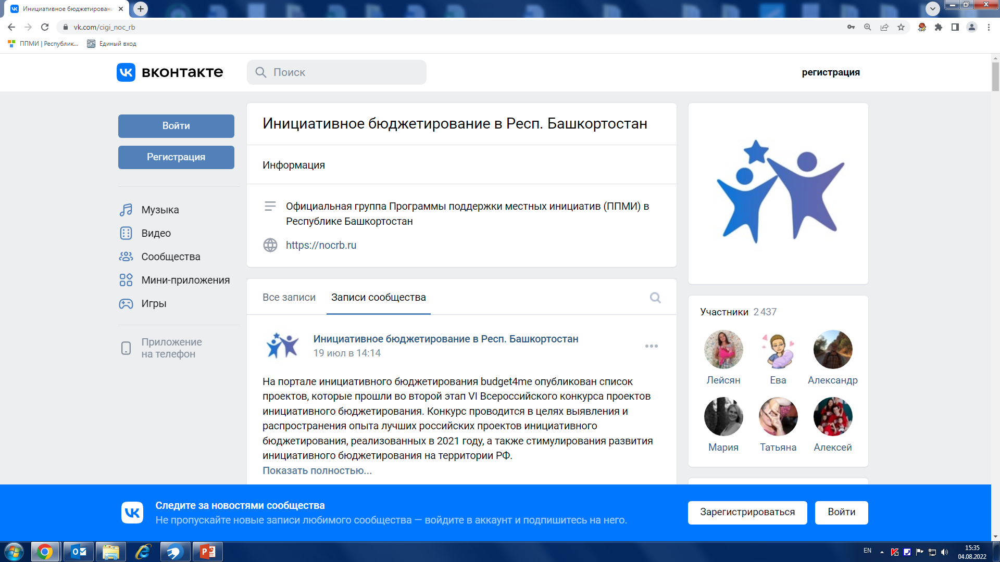 Инициативное бюджетировани
vk.com/cigi_noc_rb
ППМИ | Республик...
Единый вход
вконтакте
Поиск
регистрация
Войти
Регистрация
Музыка
Видео
Сообщества
Мини-приложения
Игры
Приложение
на телефон
Инициативное бюджетирование в Респ. Башкортостан
Информация
Официальная группа Программы поддержки местных инициатив (ППМИ) в
Республике Башкортостан
https://nocrb.ru
Все записи
Записи сообщества
Инициативное бюджетирование в Респ. Башкортостан
19 июл в 14:14
На портале инициативного бюджетирования budget4me опубликован список
проектов, которые прошли во второй этап VI Всероссийского конкурса проектов
инициативного бюджетирования. Конкурс проводится в целях выявления и
распространения опыта лучших российских проектов инициативного
бюджетирования, реализованных в 2021 году, а также стимулирования развития
инициативного бюджетирования на территории РФ.
Показать полностью...
Участники 2 437
Лейсян
Ева
Александр
Мария
Татьяна
Алексей
Следите за новостями сообщества
Не пропускайте новые записи любимого сообщества — войдите в аккаунт и подпишитесь на него.
Зарегистрироваться
Войти
EN
15:35
04.08.2022